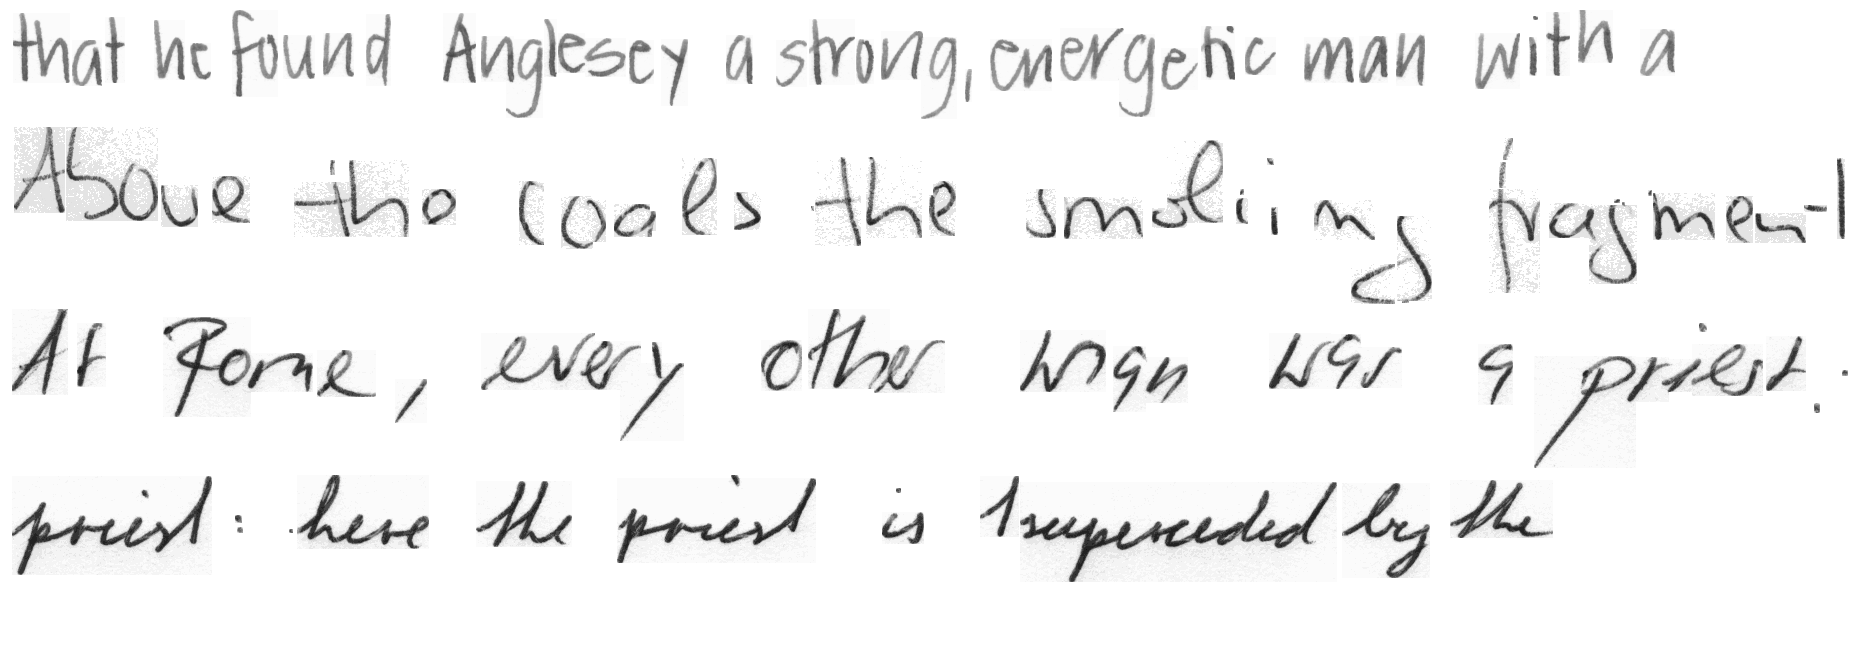 that he found Anglesey a strong, energetic man with a
Above the coals the smoking fragment
At Rome, every other man was a priest :
priest : here the priest is superceded by the